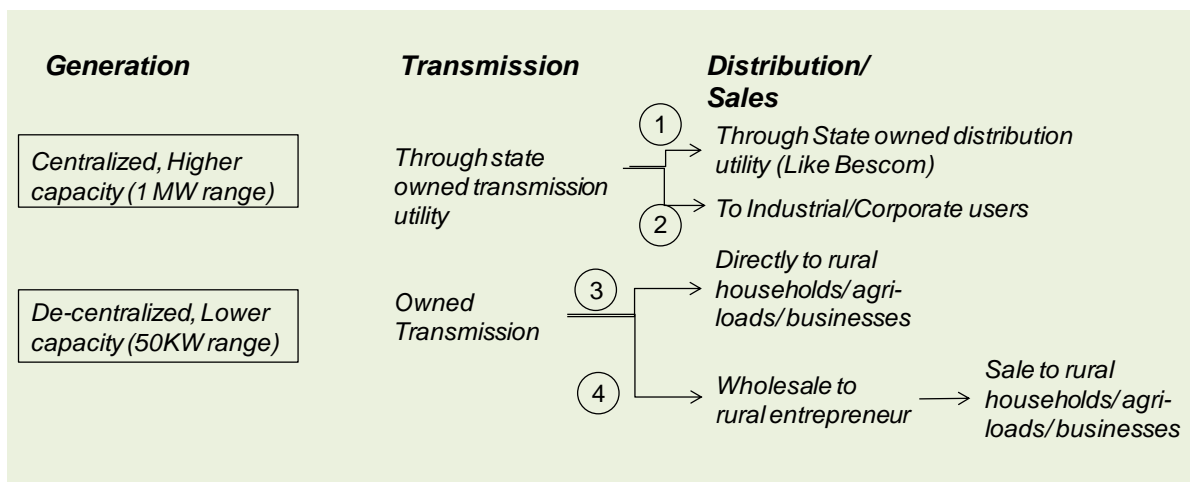 Generation
Transmission
Distribution/
Sales
Centralized, Higher
capacity (1 MW range)
Through state
owned transmission
utility
1
Through State owned distribution
utility (Like Bescom)
2
To Industrial/Corporate users
De-centralized, Lower
capacity (50KW range)
Owned
Transmission
3
Directly to rural
households/ agri-
loads/ businesses
4
Wholesale to
rural entrepreneur
Sale to rural
households/ agri-
loads/ businesses